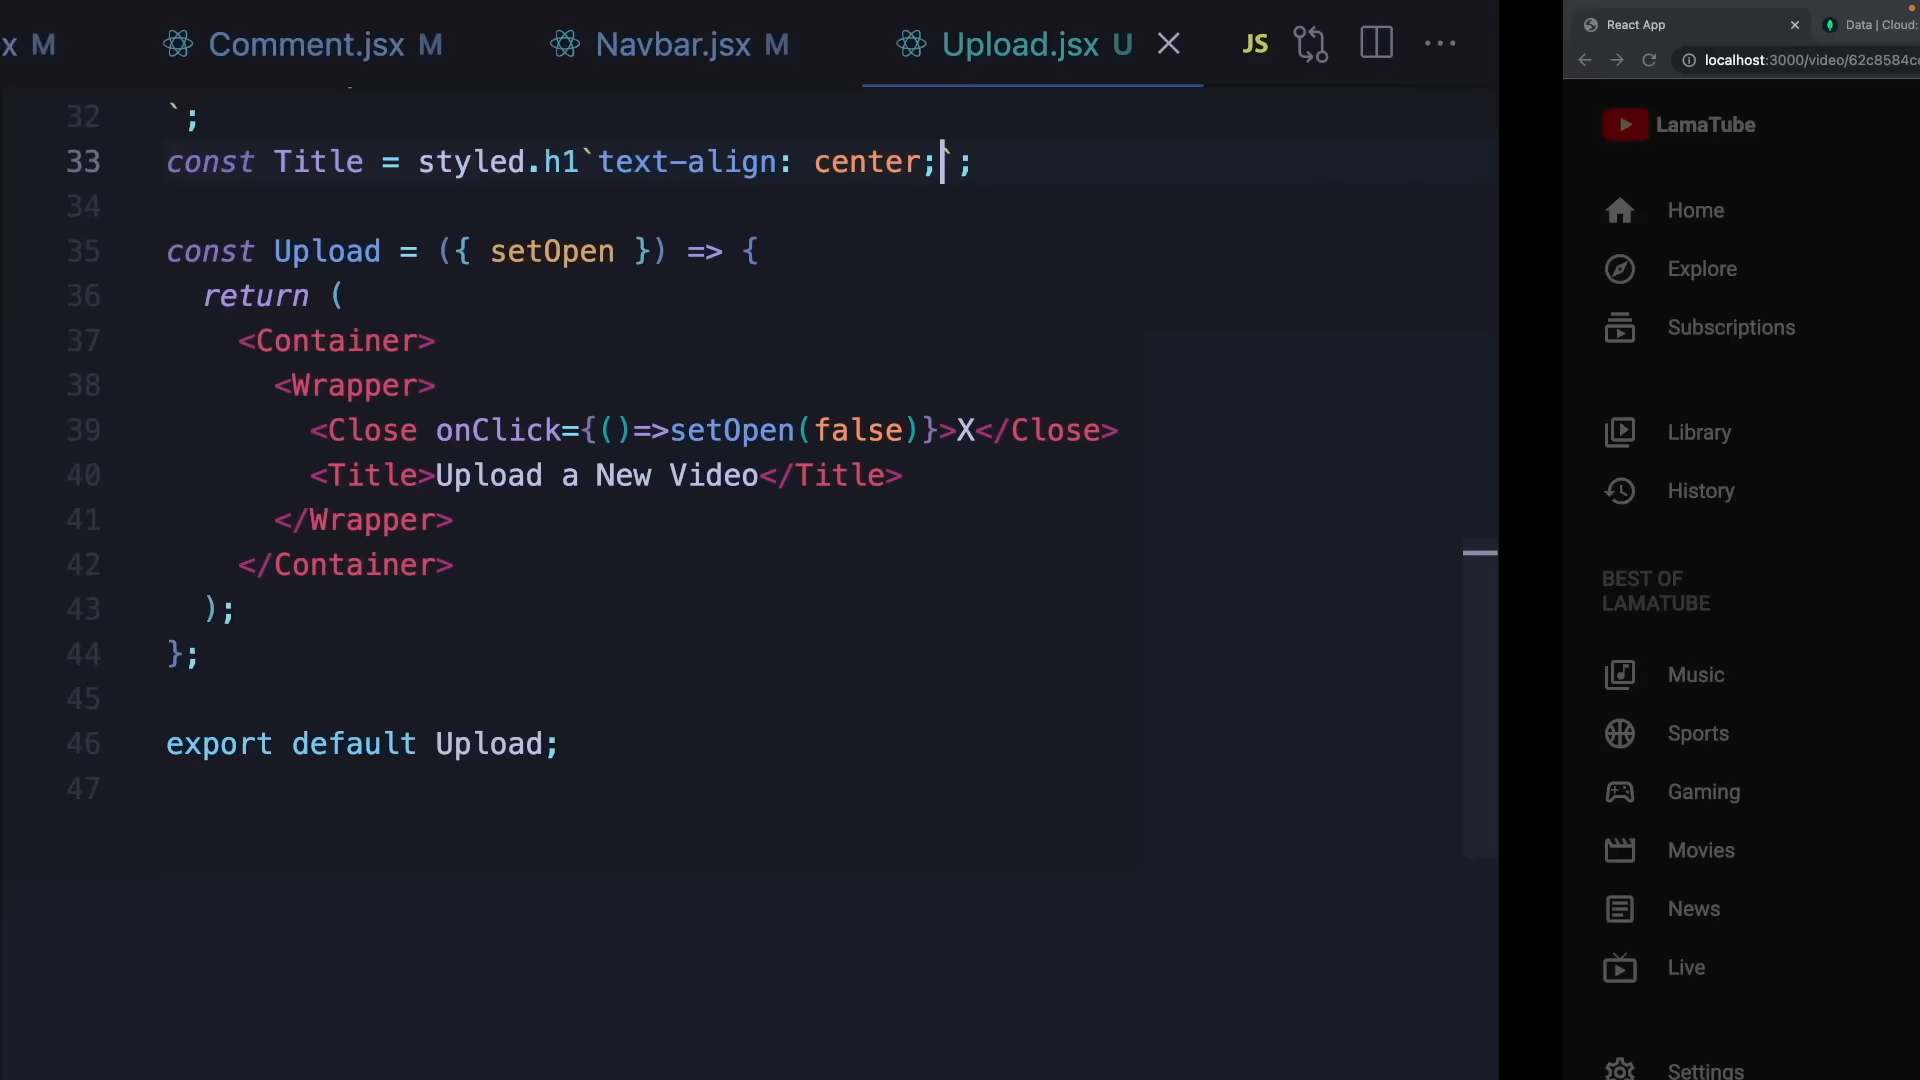 x M
Comment.jsx M
Navbar.jsx M
Upload.jsx U
JS
32 `;
33 const Title = styled.h1`text-align: center;`;
34
35 const Upload = ({ setOpen }) => {
36 return (
37 <Container>
38 <Wrapper>
39 <Close onClick={()=>setOpen(false)}>X</Close>
40 <Title>Upload a New Video</Title>
41 </Wrapper>
42 </Container>
43 );
44 };
45
46 export default Upload;
47
React App
Data | Cloud:
localhost:3000/video/62c8584c
LamaTube
Home
Explore
Subscriptions
Library
History
BEST OF
LAMATUBE
Music
Sports
Gaming
Movies
News
Live
Settings